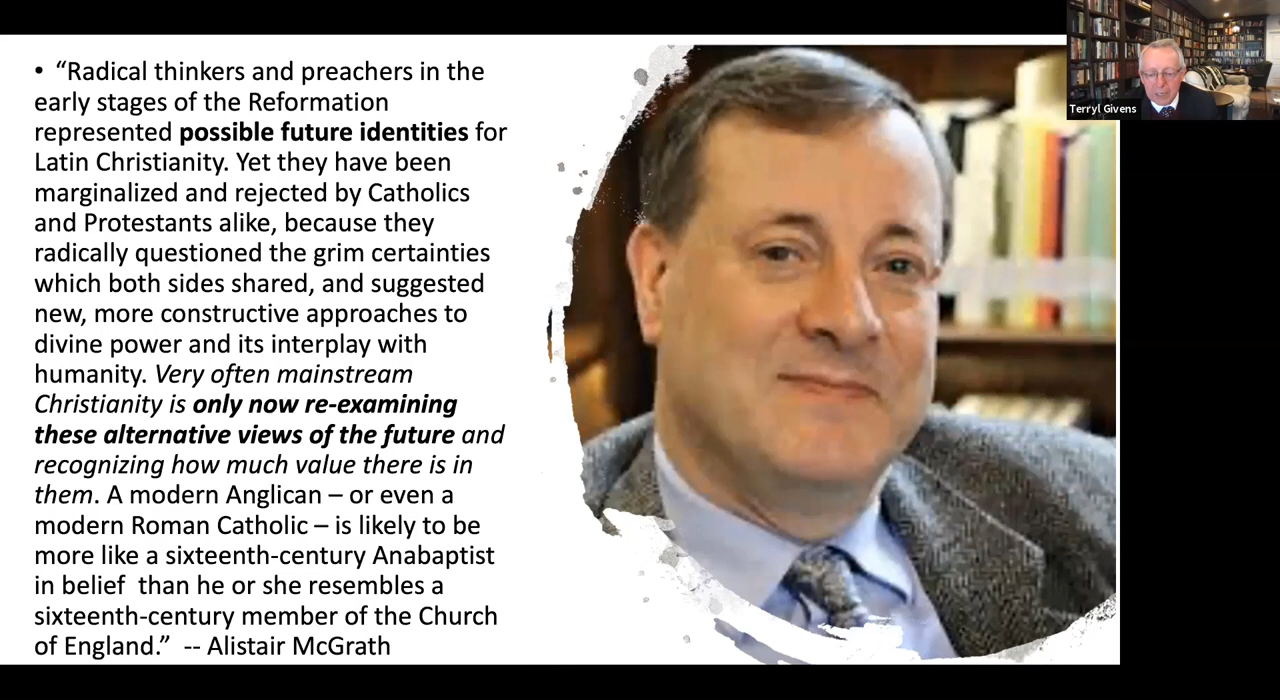 • “Radical thinkers and preachers in the
early stages of the Reformation
represented possible future identities for
Latin Christianity. Yet they have been
marginalized and rejected by Catholics
and Protestants alike, because they
radically questioned the grim certainties
which both sides shared, and suggested
new, more constructive approaches to
divine power and its interplay with
humanity. Very often mainstream
Christianity is only now re-examining
these alternative views of the future and
recognizing how much value there is in
them. A modern Anglican – or even a
modern Roman Catholic – is likely to be
more like a sixteenth-century Anabaptist
in belief  than he or she resembles a
sixteenth-century member of the Church
of England.”  -- Alistair McGrath
Terryl Givens